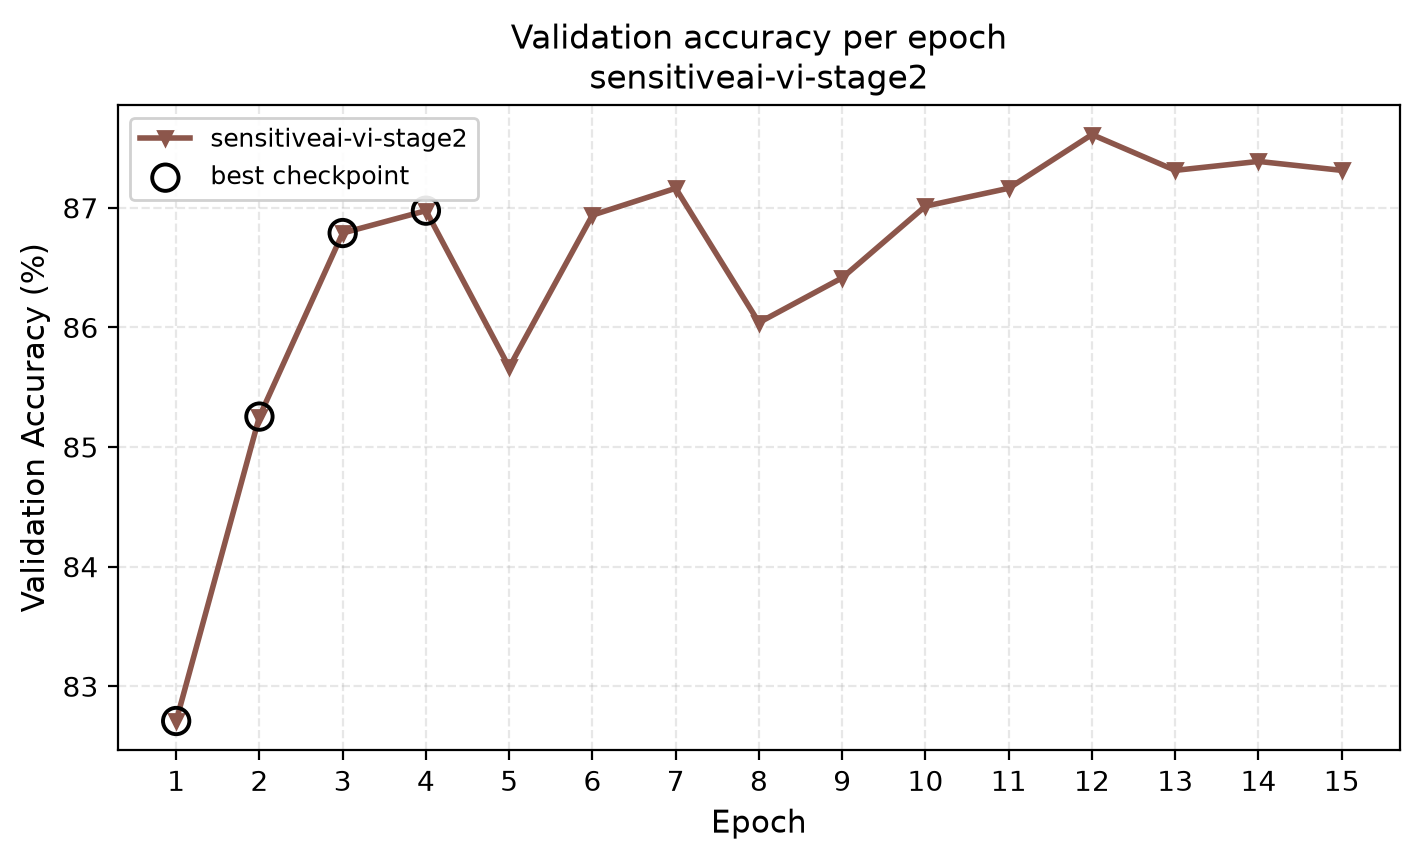 Validation accuracy per epoch
sensitiveai-vi-stage2
sensitiveai-vi-stage2
best checkpoint
Validation Accuracy (%)
87
86
85
84
83
1 2 3 4 5 6 7 8 9 10 11 12 13 14 15
Epoch